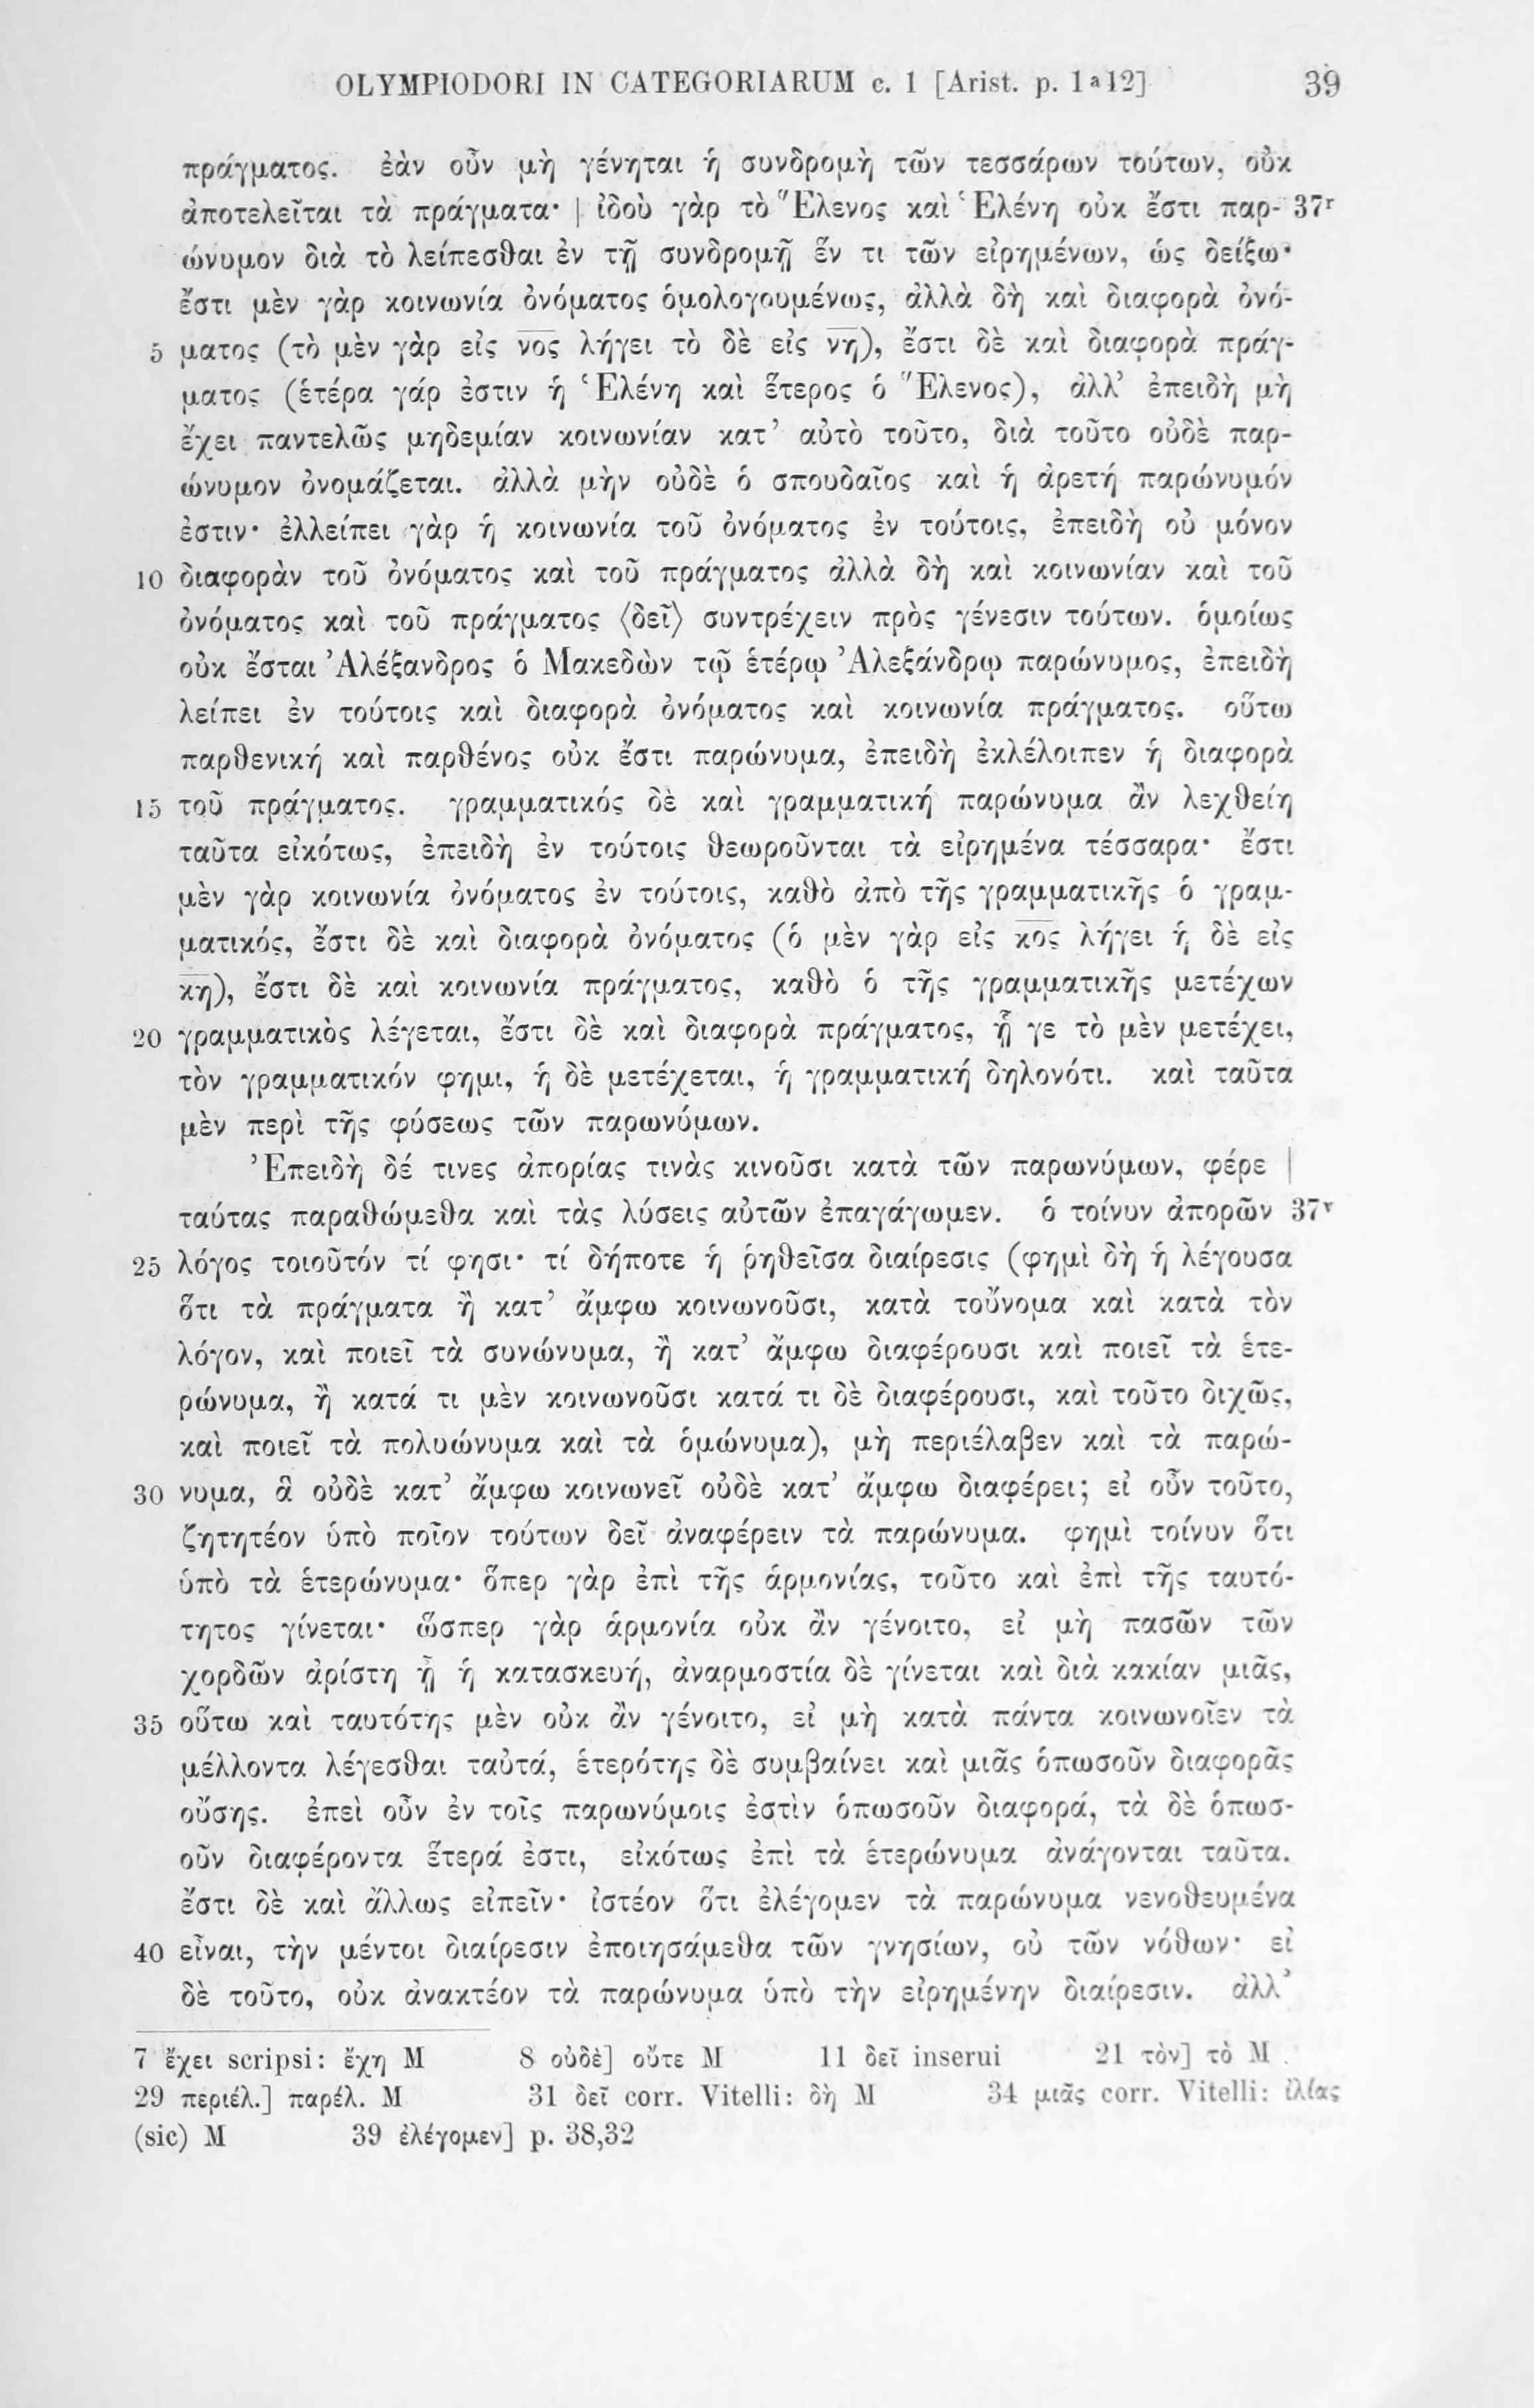 OLYMPIODORI IN CATEGORIARUM c. 1 [Arist. p. 1ᵃ12] 39
πράγματος. ἐὰν οὖν μὴ γένηται ἡ συνδρομὴ τῶν τεσσάρων τούτων, οὐκ
ἀποτελεῖται τὰ πράγματα· | ἰδοὺ γὰρ τὸ Ἕλενος καὶ Ἑλένη οὐκ ἔστι παρ- 37ʳ
ώνυμον διὰ τὸ λείπεσθαι ἐν τῇ συνδρομῇ ἕν τι τῶν εἰρημένων, ὡς δείξω·
ἔστι μὲν γὰρ κοινωνία ὀνόματος ὁμολογουμένως, ἀλλὰ δὴ καὶ διαφορὰ ὀνό-
5 ματος (τὸ μὲν γὰρ εἰς νος λήγει τὸ δὲ εἰς νη), ἔστι δὲ καὶ διαφορὰ πράγ-
ματος (ἑτέρα γάρ ἐστιν ἡ Ἑλένη καὶ ἕτερος ὁ Ἕλενος), ἀλλ’ ἐπειδὴ μὴ
ἔχει παντελῶς μηδεμίαν κοινωνίαν κατ’ αὐτὸ τοῦτο, διὰ τοῦτο οὐδὲ παρ-
ώνυμον ὀνομάζεται. ἀλλὰ μὴν οὐδὲ ὁ σπουδαῖος καὶ ἡ ἀρετή παρώνυμόν
ἐστιν· ἐλλείπει γὰρ ἡ κοινωνία τοῦ ὀνόματος ἐν τούτοις, ἐπειδὴ οὐ μόνον
10 διαφορὰν τοῦ ὀνόματος καὶ τοῦ πράγματος ἀλλὰ δὴ καὶ κοινωνίαν καὶ τοῦ
ὀνόματος καὶ τοῦ πράγματος ⟨δεῖ⟩ συντρέχειν πρὸς γένεσιν τούτων. ὁμοίως
οὐκ ἔσται Ἀλέξανδρος ὁ Μακεδὼν τῷ ἑτέρῳ Ἀλεξάνδρῳ παρώνυμος, ἐπειδὴ
λείπει ἐν τούτοις καὶ διαφορὰ ὀνόματος καὶ κοινωνία πράγματος. οὕτω
παρθενική καὶ παρθένος οὐκ ἔστι παρώνυμα, ἐπειδὴ ἐκλέλοιπεν ἡ διαφορὰ
15 τοῦ πράγματος. γραμματικός δὲ καὶ γραμματική παρώνυμα ἂν λεχθείη
ταῦτα εἰκότως, ἐπειδὴ ἐν τούτοις θεωροῦνται τὰ εἰρημένα τέσσαρα· ἔστι
μὲν γὰρ κοινωνία ὀνόματος ἐν τούτοις, καθὸ ἀπὸ τῆς γραμματικῆς ὁ γραμ-
ματικός, ἔστι δὲ καὶ διαφορὰ ὀνόματος (ὁ μὲν γὰρ εἰς κος λήγει ἡ δὲ εἰς
κη), ἔστι δὲ καὶ κοινωνία πράγματος, καθὸ ὁ τῆς γραμματικῆς μετέχων
20 γραμματικὸς λέγεται, ἔστι δὲ καὶ διαφορὰ πράγματος, ᾗ γε τὸ μὲν μετέχει,
τὸν γραμματικόν φημι, ἡ δὲ μετέχεται, ἡ γραμματική δηλονότι. καὶ ταῦτα
μὲν περὶ τῆς φύσεως τῶν παρωνύμων.
Ἐπειδὴ δέ τινες ἀπορίας τινὰς κινοῦσι κατὰ τῶν παρωνύμων, φέρε |
ταύτας παραθώμεθα καὶ τὰς λύσεις αὐτῶν ἐπαγάγωμεν. ὁ τοίνυν ἀπορῶν 37ᵛ
25 λόγος τοιοῦτόν τί φησι· τί δήποτε ἡ ῥηθεῖσα διαίρεσις (φημὶ δὴ ἡ λέγουσα
ὅτι τὰ πράγματα ἢ κατ’ ἄμφω κοινωνοῦσι, κατὰ τοὔνομα καὶ κατὰ τὸν
λόγον, καὶ ποιεῖ τὰ συνώνυμα, ἢ κατ’ ἄμφω διαφέρουσι καὶ ποιεῖ τὰ ἑτε-
ρώνυμα, ἢ κατά τι μὲν κοινωνοῦσι κατά τι δὲ διαφέρουσι, καὶ τοῦτο διχῶς,
καὶ ποιεῖ τὰ πολυώνυμα καὶ τὰ ὁμώνυμα), μὴ περιέλαβεν καὶ τὰ παρώ-
30 νυμα, ἃ οὐδὲ κατ’ ἄμφω κοινωνεῖ οὐδὲ κατ’ ἄμφω διαφέρει; εἰ οὖν τοῦτο,
ζητητέον ὑπὸ ποῖον τούτων δεῖ ἀναφέρειν τὰ παρώνυμα. φημὶ τοίνυν ὅτι
ὑπὸ τὰ ἑτερώνυμα· ὅπερ γὰρ ἐπὶ τῆς ἁρμονίας, τοῦτο καὶ ἐπὶ τῆς ταυτό-
τητος γίνεται· ὥσπερ γὰρ ἁρμονία οὐκ ἂν γένοιτο, εἰ μὴ πασῶν τῶν
χορδῶν ἀρίστη ᾖ ἡ κατασκευή, ἀναρμοστία δὲ γίνεται καὶ διὰ κακίαν μιᾶς,
35 οὕτω καὶ ταυτότης μὲν οὐκ ἂν γένοιτο, εἰ μὴ κατὰ πάντα κοινωνοῖεν τὰ
μέλλοντα λέγεσθαι ταὐτά, ἑτερότης δὲ συμβαίνει καὶ μιᾶς ὁπωσοῦν διαφορᾶς
οὔσης. ἐπεὶ οὖν ἐν τοῖς παρωνύμοις ἐστὶν ὁπωσοῦν διαφορά, τὰ δὲ ὁπωσ-
οῦν διαφέροντα ἕτερά ἐστι, εἰκότως ἐπὶ τὰ ἑτερώνυμα ἀνάγονται ταῦτα.
ἔστι δὲ καὶ ἄλλως εἰπεῖν· ἰστέον ὅτι ἐλέγομεν τὰ παρώνυμα νενοθευμένα
40 εἶναι, τὴν μέντοι διαίρεσιν ἐποιησάμεθα τῶν γνησίων, οὐ τῶν νόθων· εἰ
δὲ τοῦτο, οὐκ ἀνακτέον τὰ παρώνυμα ὑπὸ τὴν εἰρημένην διαίρεσιν. ἀλλ’
7 ἔχει scripsi: ἔχη M 8 οὐδὲ] οὔτε M 11 δεῖ inserui 21 τὸν] τὸ M
29 περιέλ.] παρέλ. M 31 δεῖ corr. Vitelli: δὴ M 34 μιᾶς corr. Vitelli: ἰλίας
(sic) M 39 ἐλέγομεν] p. 38,32